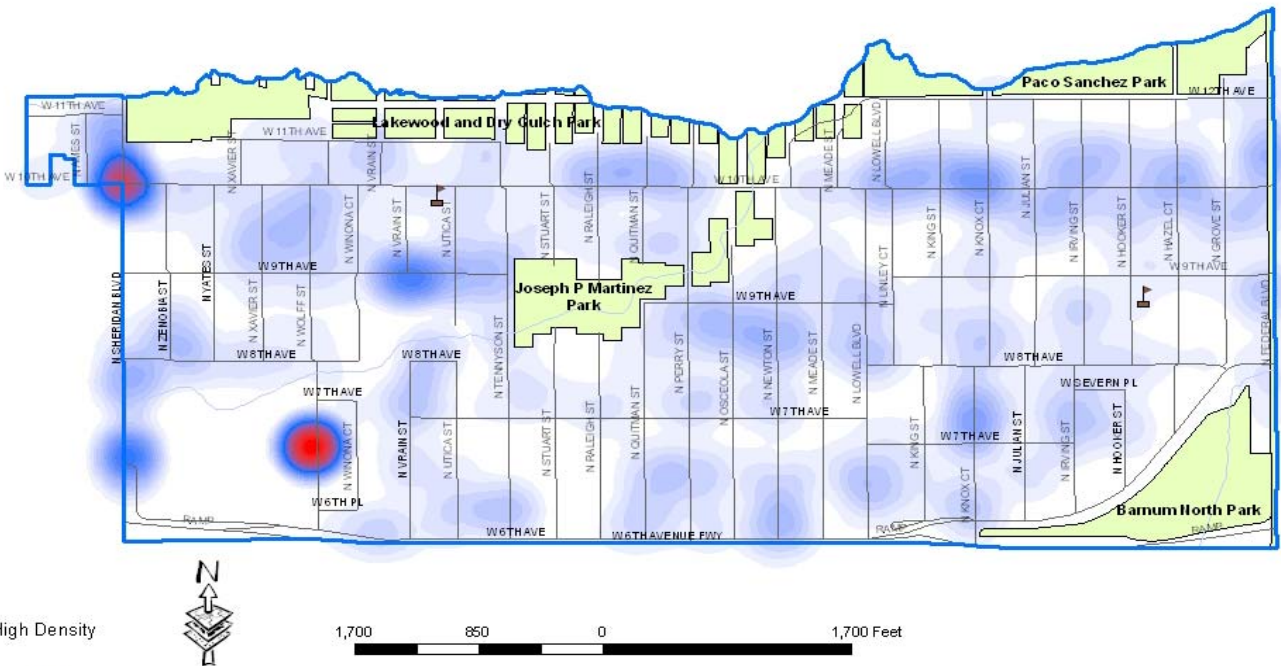 Paco Sanchez Park
W 12TH AVE
W 11TH AVE
Lakewood and Dry Gulch Park
W 11TH AVE
N AMES ST
N XAVIER ST
N VRAIN ST
N MEADE ST
N LOWELL BLVD
W 10TH AVE
W 10TH AVE
N WINONA CT
N VRAIN ST
N UTICA ST
N STUART ST
N RALEIGH ST
N QUITMAN ST
N KING ST
N KNOX CT
N JULIAN ST
N IRVING ST
N HOOKER ST
N HAZEL CT
N GROVE ST
N YATES ST
W 9TH AVE
W 9TH AVE
N LINLEY CT
Joseph P Martinez
Park
W 9TH AVE
N SHERIDAN BLVD
N ZENOBIA ST
N XAVIER ST
N WOLFF ST
N FEDERAL BLVD
W 8TH AVE
W 8TH AVE
W 8TH AVE
N TENNYSON ST
N PERRY ST
N OSCEOLA ST
N NEWTON ST
N MEADE ST
N LOWELL BLVD
W SEVERN PL
W 7TH AVE
W 7TH AVE
W 7TH AVE
N WINONA CT
N VRAIN ST
N UTICA ST
N STUART ST
N RALEIGH ST
N QUITMAN ST
N KING ST
N KNOX CT
N JULIAN ST
N IRVING ST
N HOOKER ST
W 6TH PL
Barnum North Park
RAMP
W 6TH AVE
W 6TH AVENUE FWY
RAMP
RAMP
N
High Density
1,700 850 0 1,700 Feet